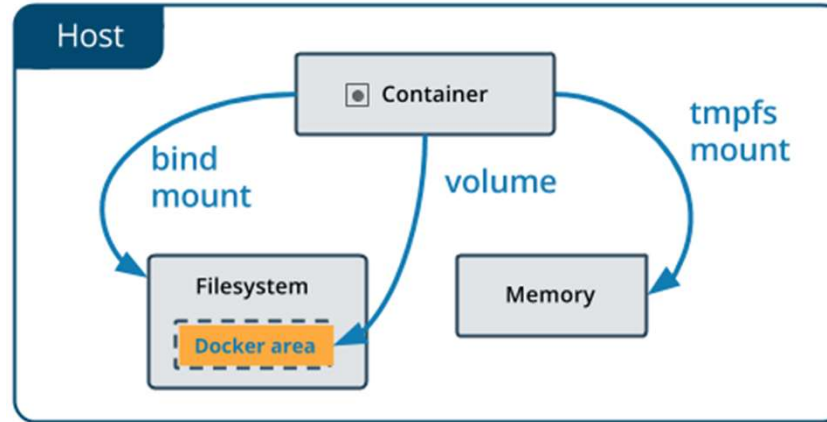 Host
Container
bind
mount
volume
tmpfs
mount
Filesystem
Docker area
Memory